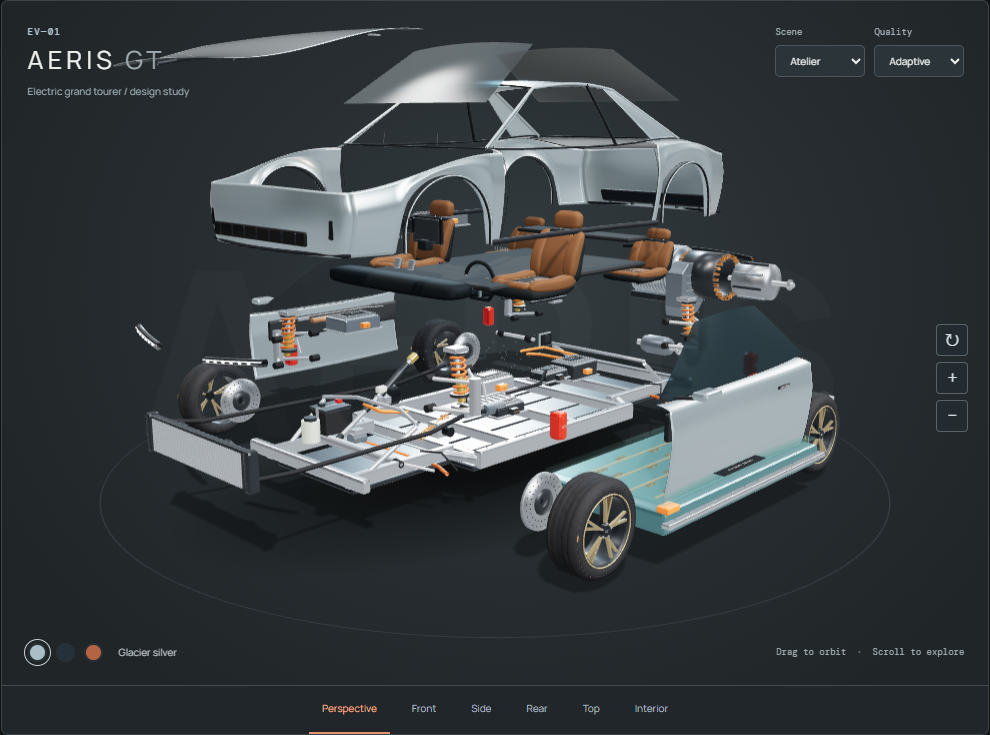 EV—01
AERIS GT
Electric grand tourer / design study
Scene
Quality
Atelier
Adaptive
↻
+
−
Glacier silver
Drag to orbit · Scroll to explore
Perspective
Front
Side
Rear
Top
Interior